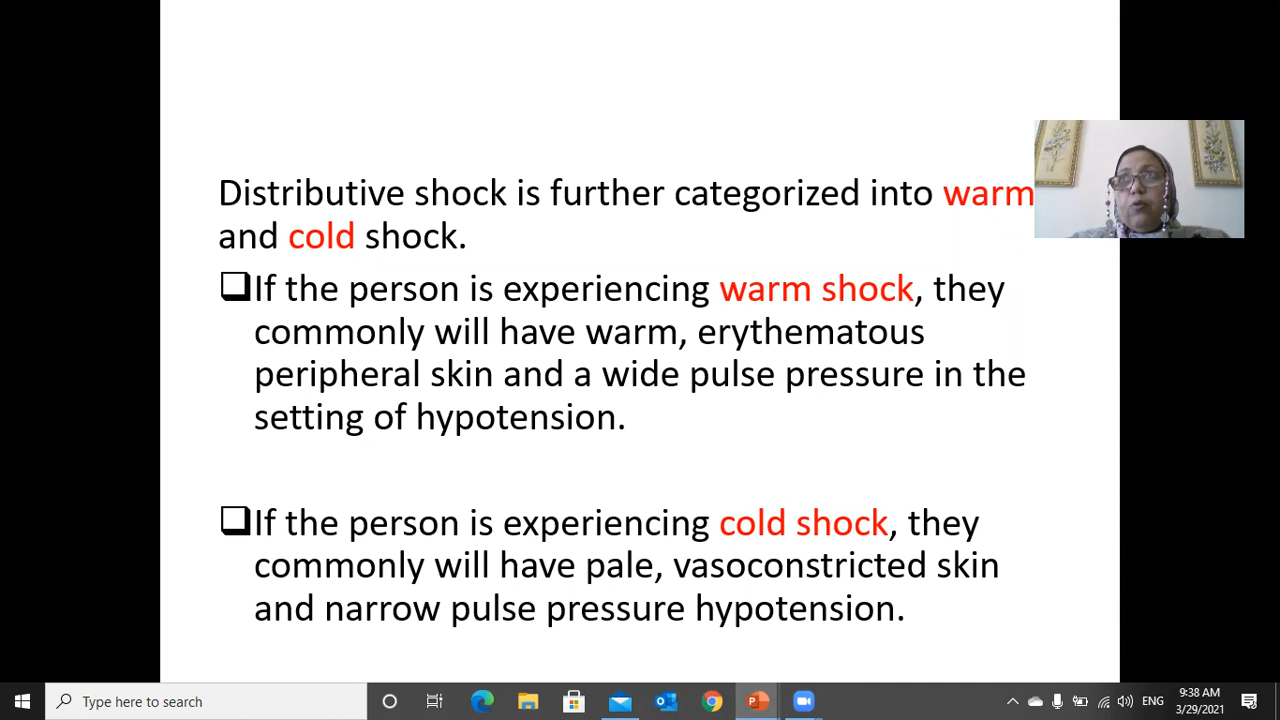 Distributive shock is further categorized into warm
and cold shock.
If the person is experiencing warm shock, they
commonly will have warm, erythematous
peripheral skin and a wide pulse pressure in the
setting of hypotension.
If the person is experiencing cold shock, they
commonly will have pale, vasoconstricted skin
and narrow pulse pressure hypotension.
Type here to search
ENG
9:38 AM
3/29/2021